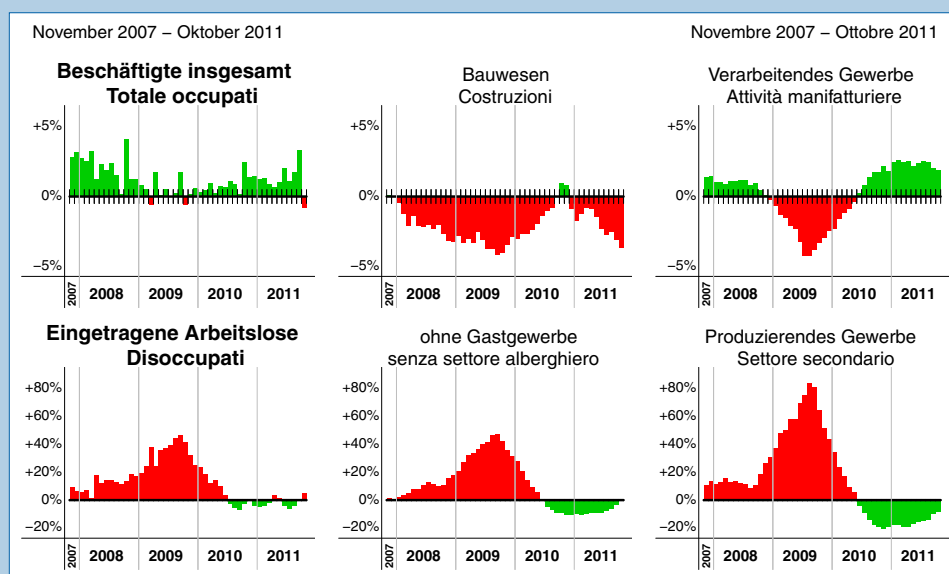 November 2007 – Oktober 2011
Novembre 2007 – Ottobre 2011
Beschäftigte insgesamt
Totale occupati
+5%
0%
−5%
2007 2008 2009 2010 2011
Bauwesen
Costruzioni
+5%
0%
−5%
2007 2008 2009 2010 2011
Verarbeitendes Gewerbe
Attività manifatturiere
+5%
0%
−5%
2007 2008 2009 2010 2011
Eingetragene Arbeitslose
Disoccupati
+80%
+60%
+40%
+20%
0%
−20%
2007 2008 2009 2010 2011
ohne Gastgewerbe
senza settore alberghiero
+80%
+60%
+40%
+20%
0%
−20%
2007 2008 2009 2010 2011
Produzierendes Gewerbe
Settore secondario
+80%
+60%
+40%
+20%
0%
−20%
2007 2008 2009 2010 2011